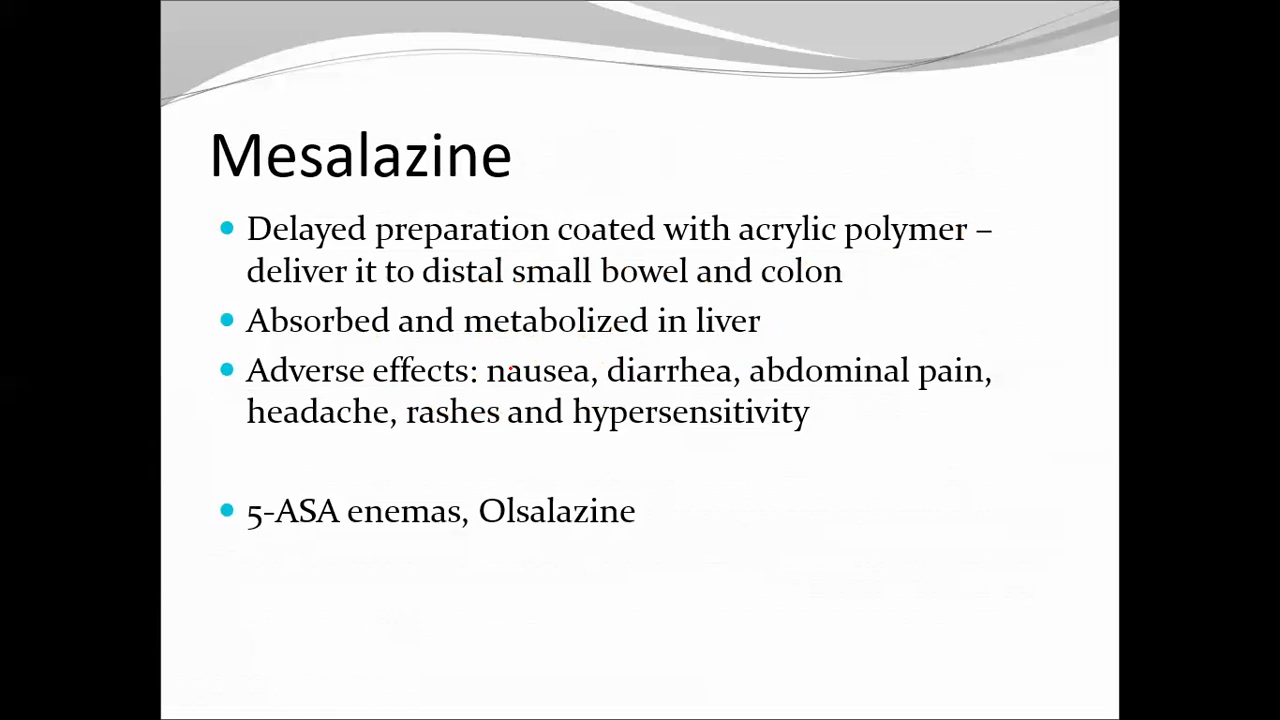 Mesalazine
• Delayed preparation coated with acrylic polymer –
deliver it to distal small bowel and colon
• Absorbed and metabolized in liver
• Adverse effects: nausea, diarrhea, abdominal pain,
headache, rashes and hypersensitivity
• 5-ASA enemas, Olsalazine